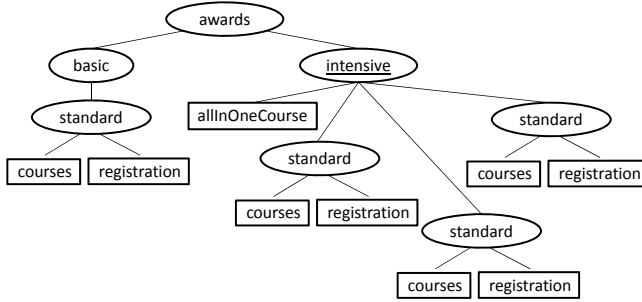 awards
basic
intensive
allInOneCourse
standard
standard
standard
courses
registration
courses
registration
courses
registration
standard
courses
registration